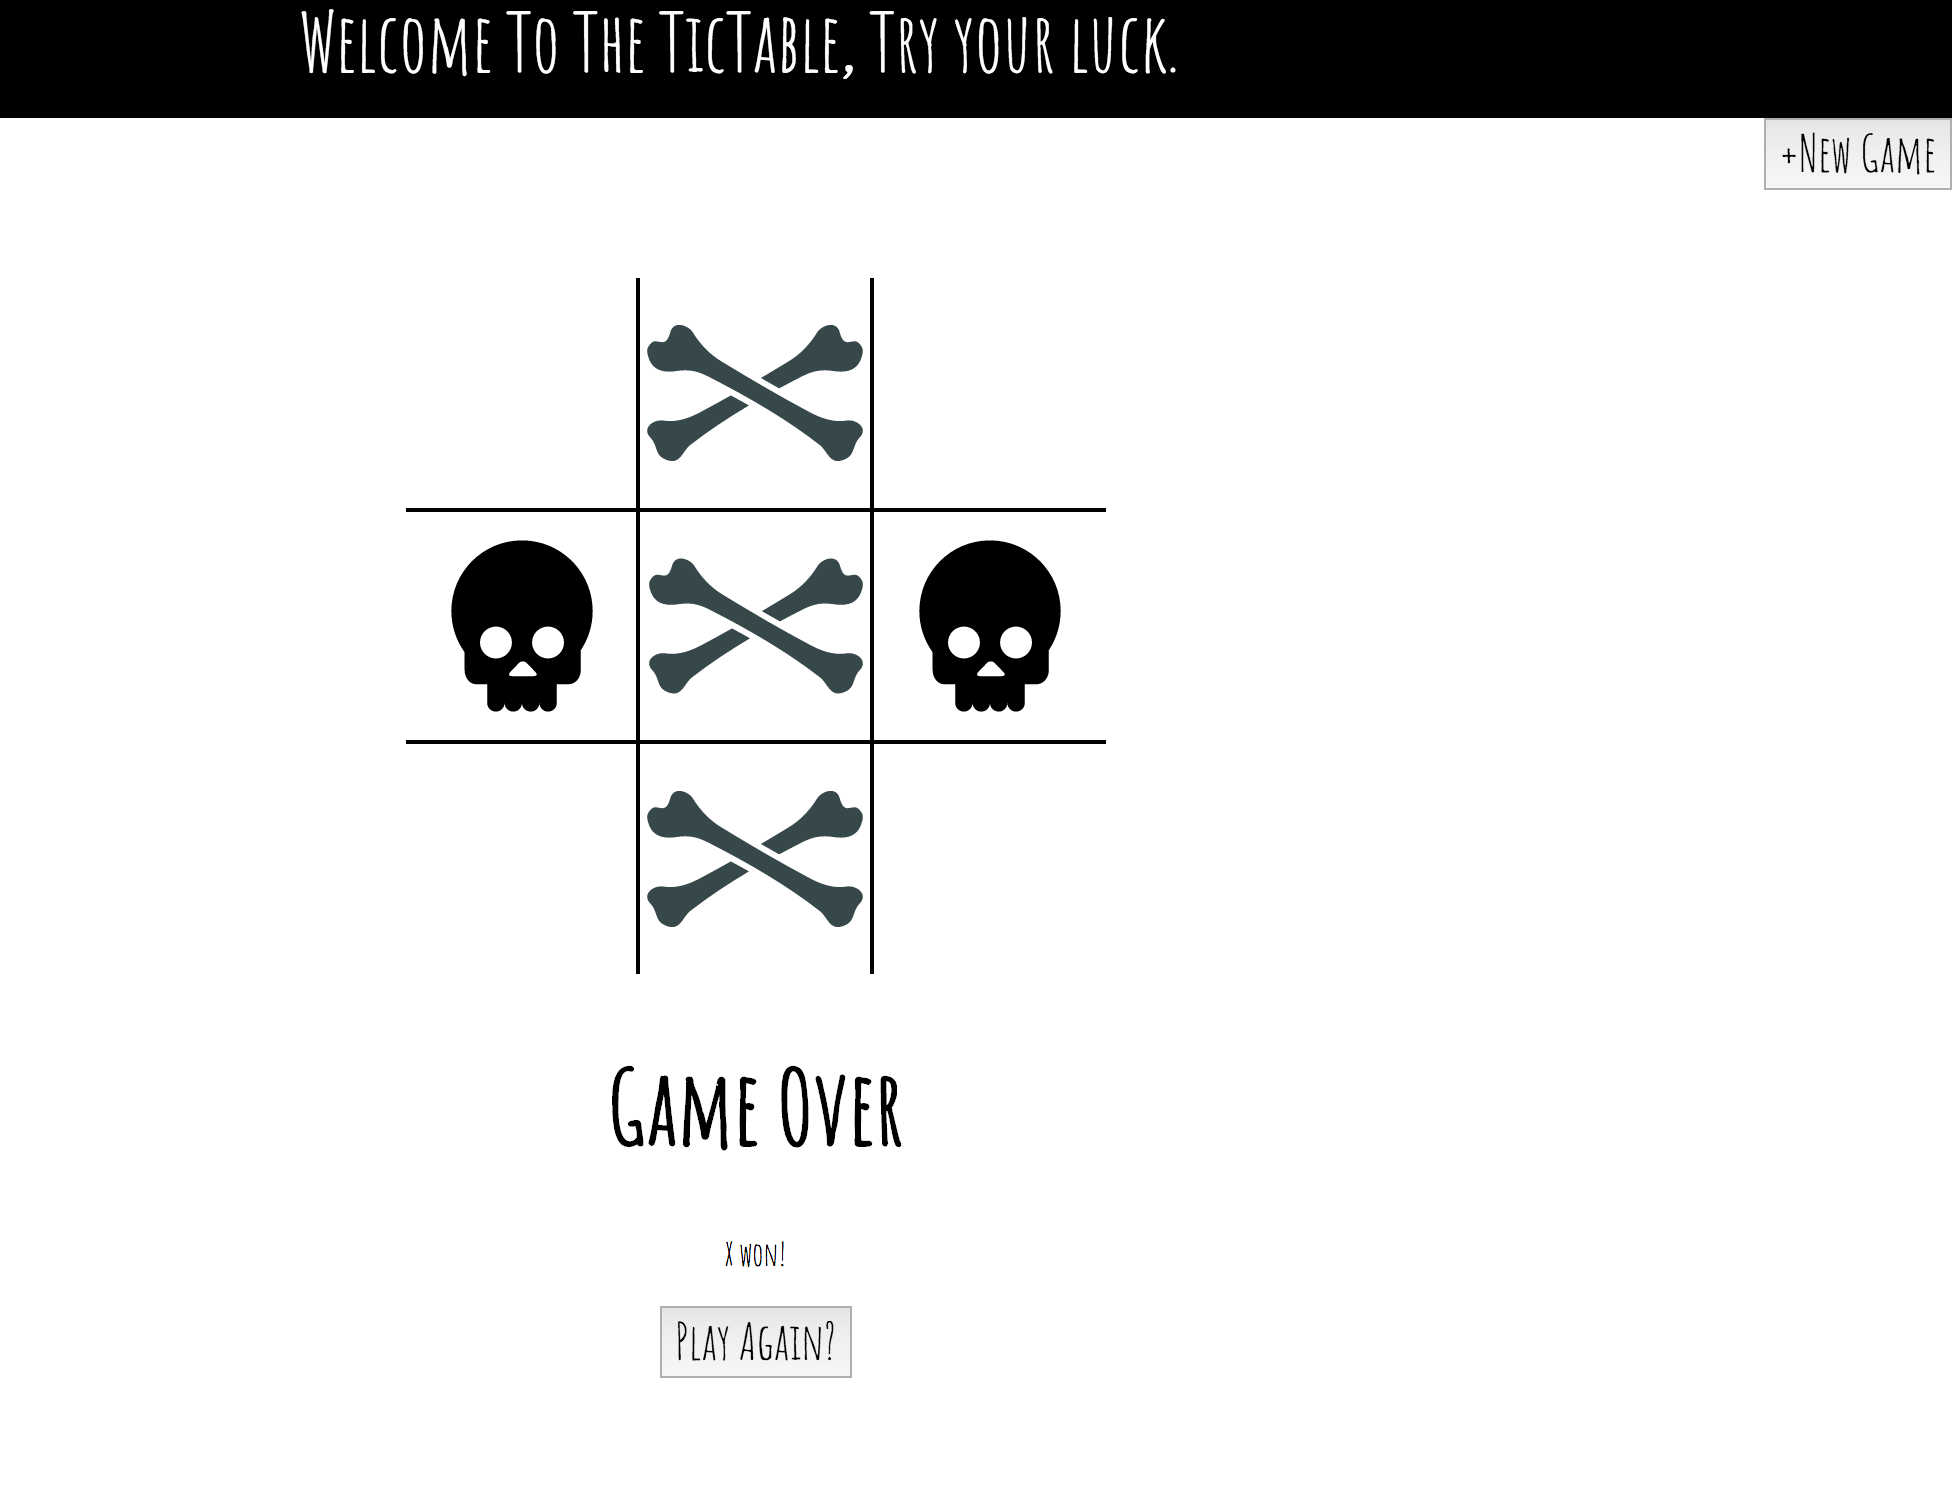 Welcome To The TicTable, Try your luck.
+New Game
Game Over
X won!
Play Again?